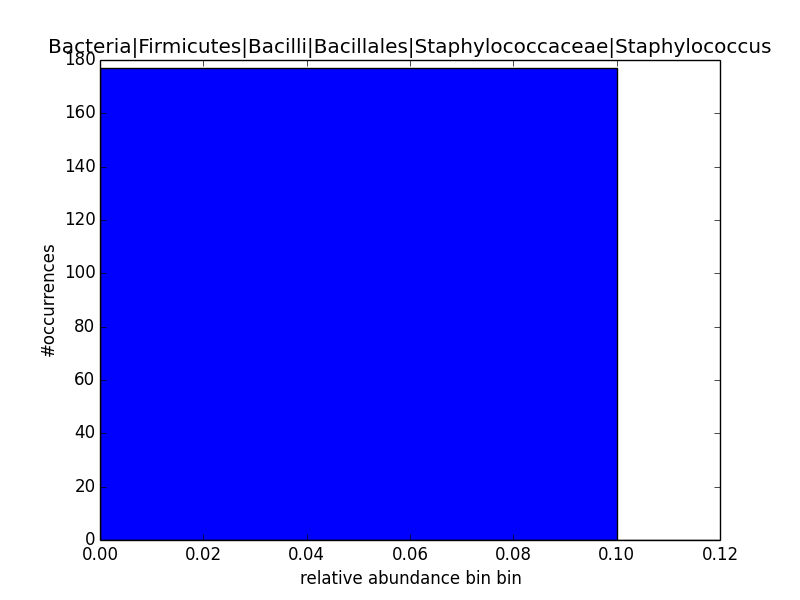 Bacteria|Firmicutes|Bacilli|Bacillales|Staphylococcaceae|Staphylococcus
180
160
140
120
100
80
60
40
20
0
#occurrences
0.00 0.02 0.04 0.06 0.08 0.10 0.12
relative abundance bin bin